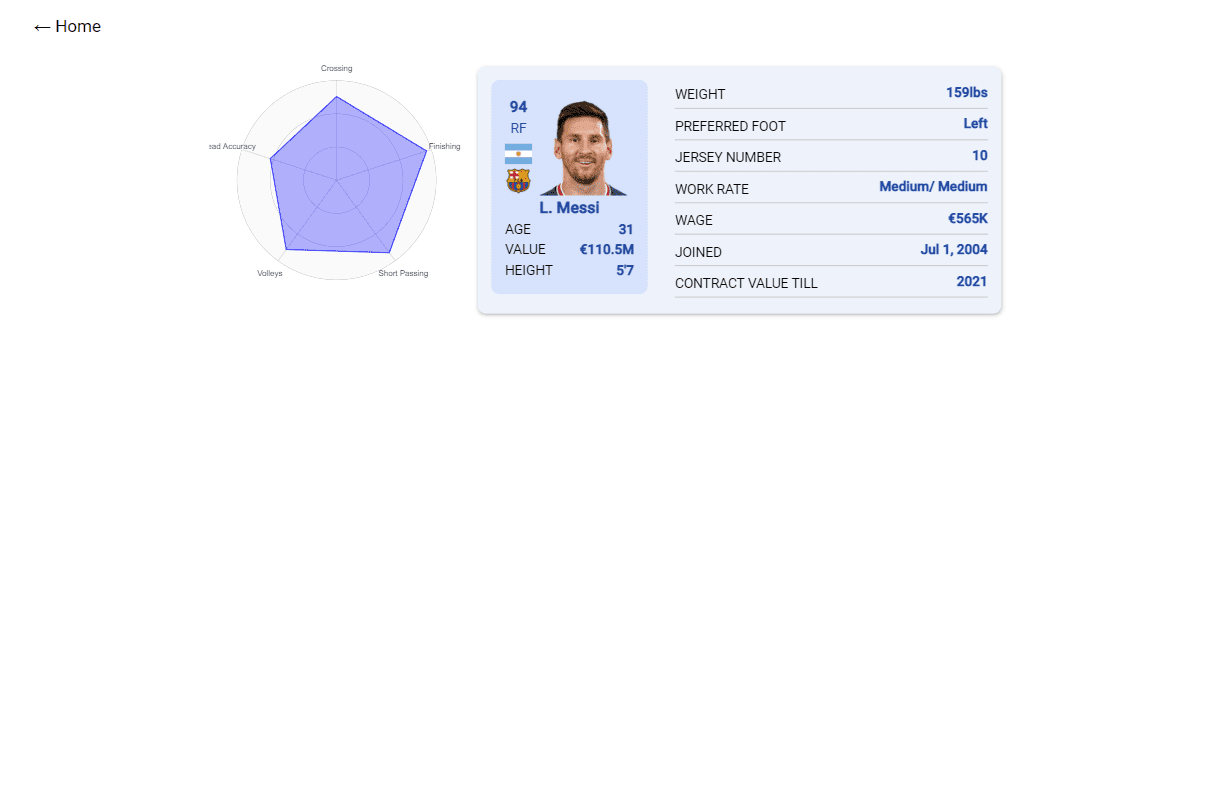 ← Home
Crossing
ead Accuracy
Finishing
Volleys
Short Passing
94
RF
L. Messi
AGE 31
VALUE €110.5M
HEIGHT 5'7
WEIGHT 159lbs
PREFERRED FOOT Left
JERSEY NUMBER 10
WORK RATE Medium/ Medium
WAGE €565K
JOINED Jul 1, 2004
CONTRACT VALUE TILL 2021